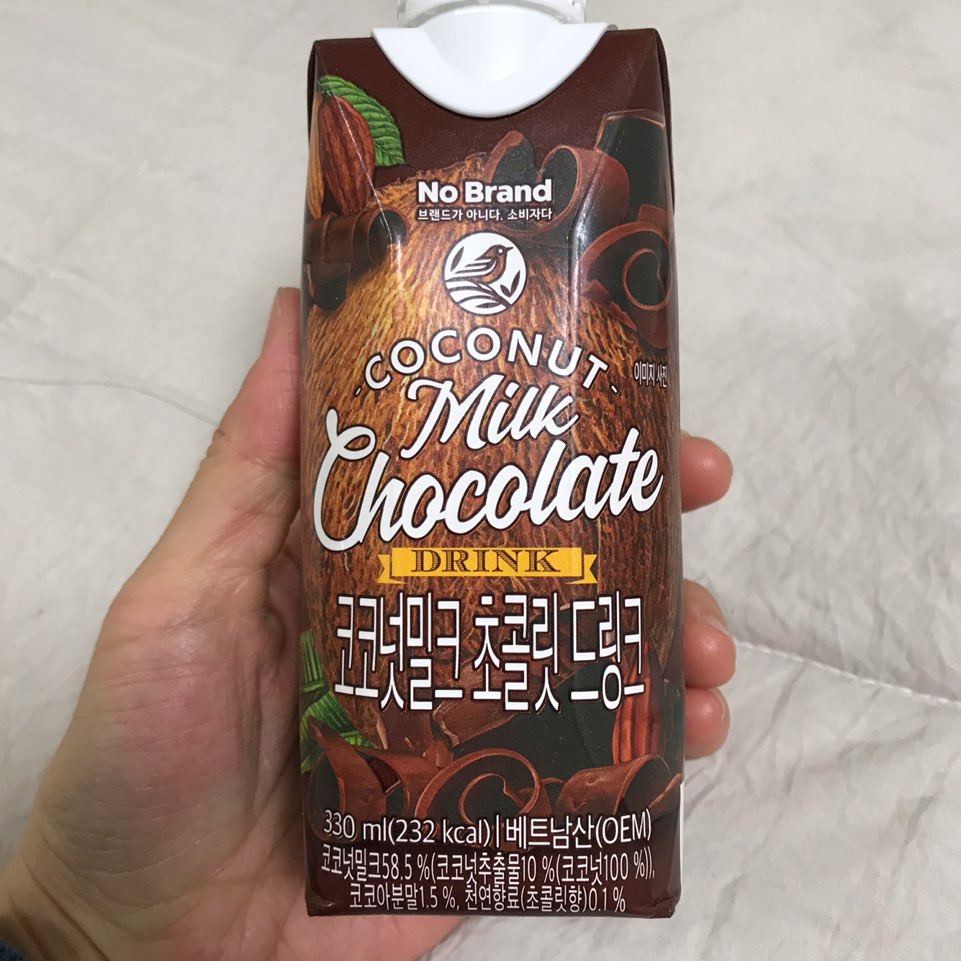 No Brand
브랜드가 아니다. 소비자다
COCONUT
이미지 사진
Milk
Chocolate
DRINK
코코넛밀크 초콜릿 드링크
330 ml(232 kcal) | 베트남산(OEM)
코코넛밀크58.5 %(코코넛추출물10 %(코코넛100 %)),
코코아분말1.5 %, 천연향료(초콜릿향)0.1 %